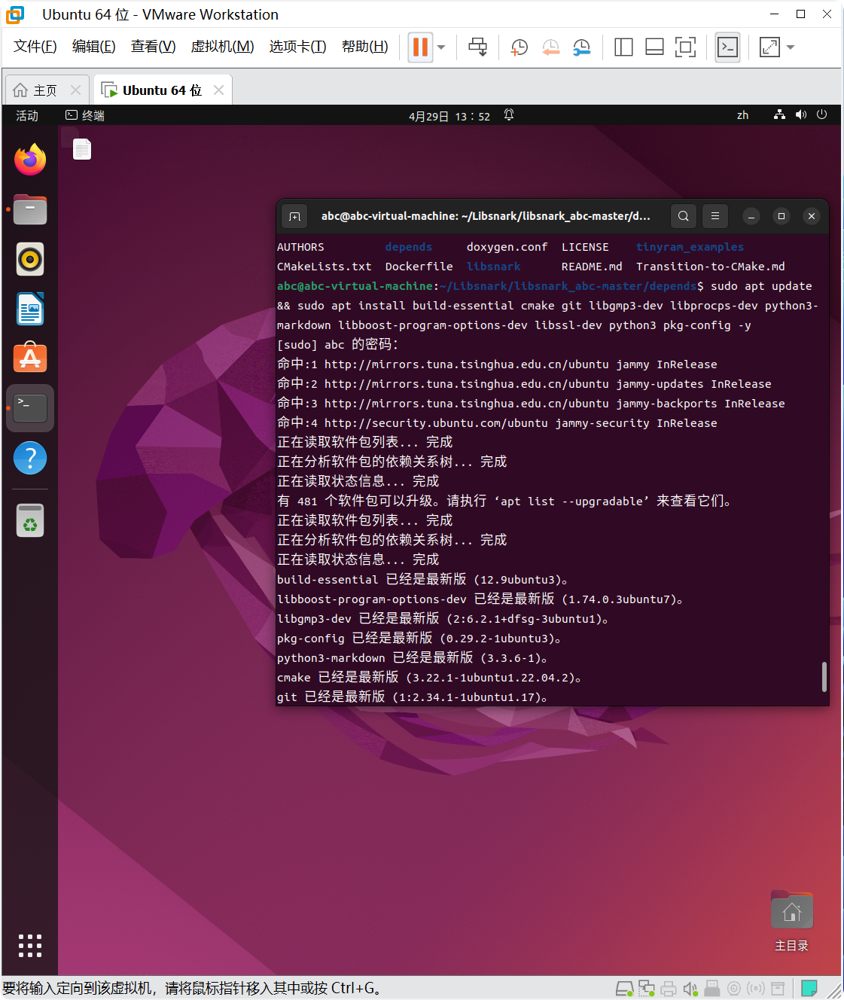 Ubuntu 64 位 - VMware Workstation
文件(F) 编辑(E) 查看(V) 虚拟机(M) 选项卡(T) 帮助(H)
主页 Ubuntu 64 位
活动 终端 4月29日 13：52 zh
abc@abc-virtual-machine: ~/Libsnark/libsnark_abc-master/d...
AUTHORS depends doxygen.conf LICENSE tinyram_examples
CMakeLists.txt Dockerfile libsnark README.md Transition-to-CMake.md
abc@abc-virtual-machine:~/Libsnark/libsnark_abc-master/depends$ sudo apt update
&& sudo apt install build-essential cmake git libgmp3-dev libprocps-dev python3-
markdown libboost-program-options-dev libssl-dev python3 pkg-config -y
[sudo] abc 的密码：
命中:1 http://mirrors.tuna.tsinghua.edu.cn/ubuntu jammy InRelease
命中:2 http://mirrors.tuna.tsinghua.edu.cn/ubuntu jammy-updates InRelease
命中:3 http://mirrors.tuna.tsinghua.edu.cn/ubuntu jammy-backports InRelease
命中:4 http://security.ubuntu.com/ubuntu jammy-security InRelease
正在读取软件包列表... 完成
正在分析软件包的依赖关系树... 完成
正在读取状态信息... 完成
有 481 个软件包可以升级。请执行 ‘apt list --upgradable’ 来查看它们。
正在读取软件包列表... 完成
正在分析软件包的依赖关系树... 完成
正在读取状态信息... 完成
build-essential 已经是最新版 (12.9ubuntu3)。
libboost-program-options-dev 已经是最新版 (1.74.0.3ubuntu7)。
libgmp3-dev 已经是最新版 (2:6.2.1+dfsg-3ubuntu1)。
pkg-config 已经是最新版 (0.29.2-1ubuntu3)。
python3-markdown 已经是最新版 (3.3.6-1)。
cmake 已经是最新版 (3.22.1-1ubuntu1.22.04.2)。
git 已经是最新版 (1:2.34.1-1ubuntu1.17)。
主目录
要将输入定向到该虚拟机，请将鼠标指针移入其中或按 Ctrl+G。